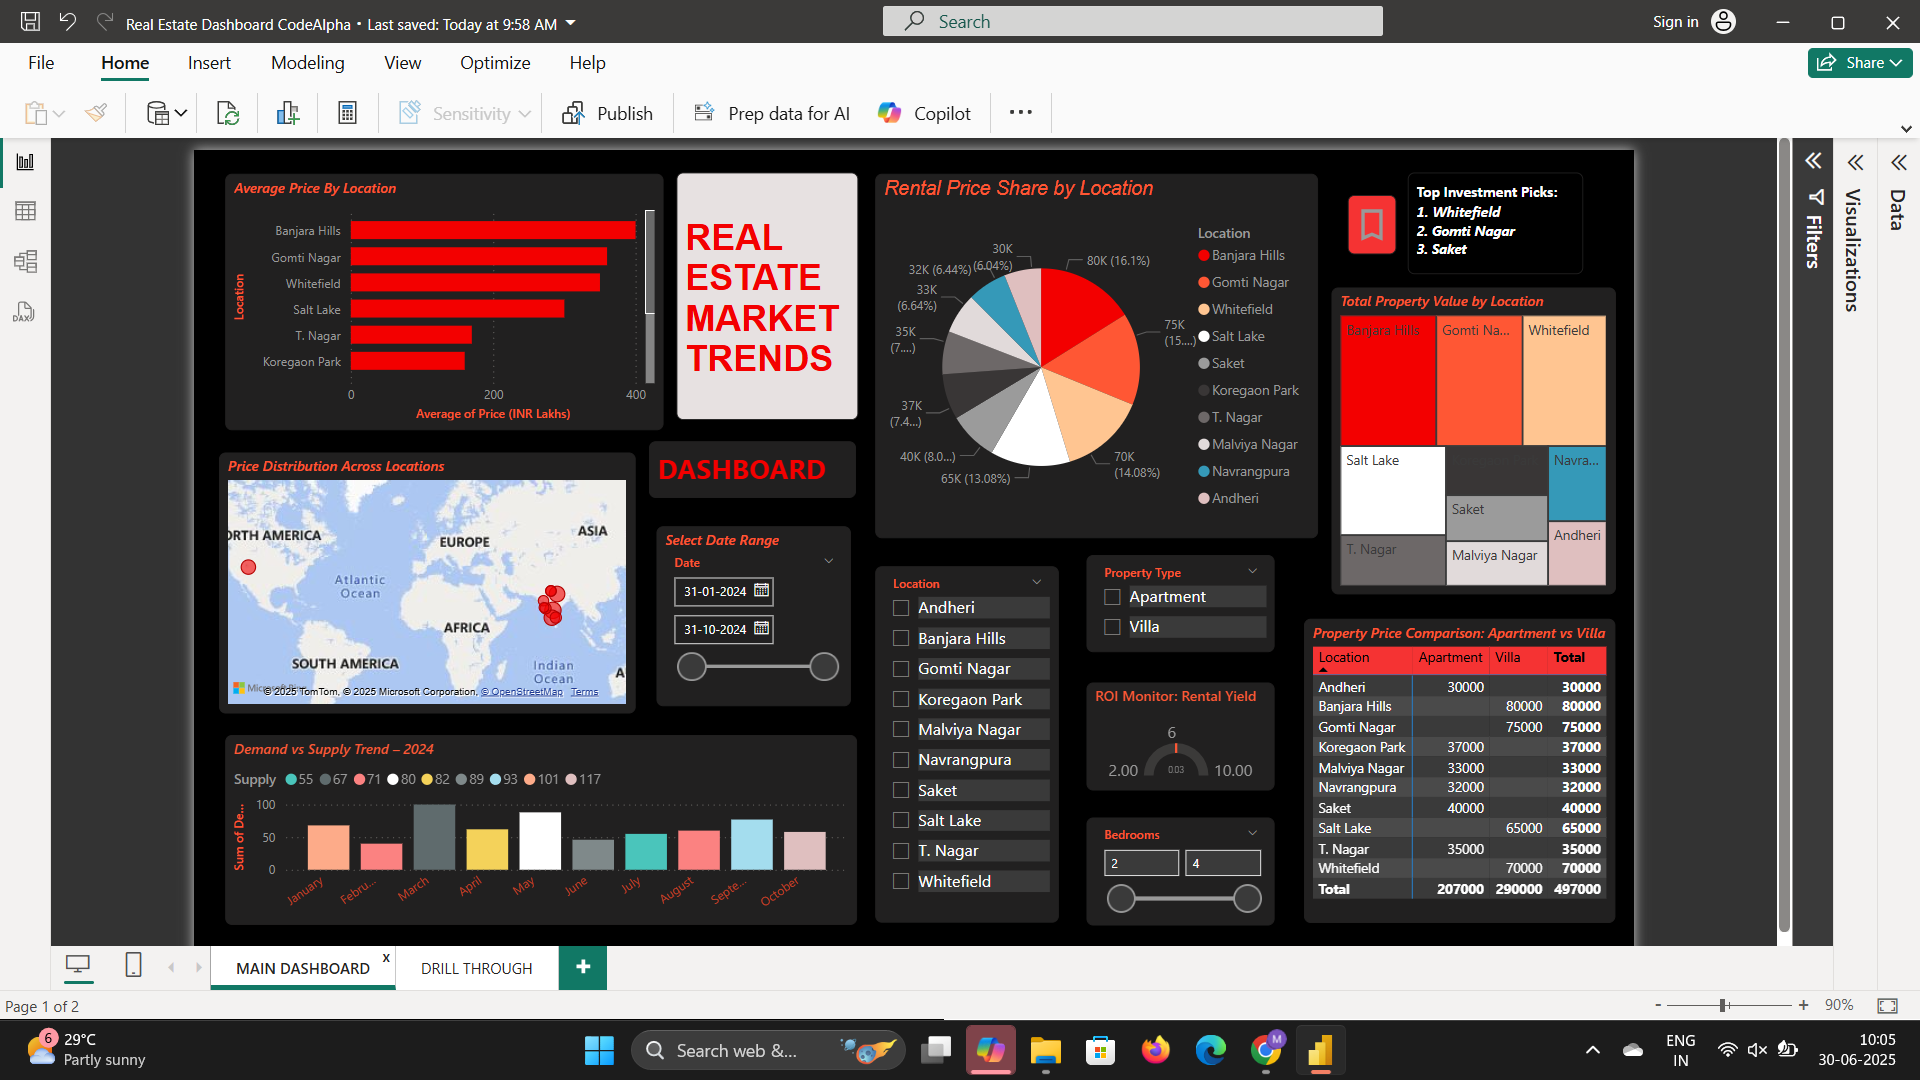 Real Estate Dashboard CodeAlpha • Last saved: Today at 9:58 AM
Search
Sign in
File
Home
Insert
Modeling
View
Optimize
Help
Share
Sensitivity
Publish
Prep data for AI
Copilot
Average Price By Location
Location
Banjara Hills
Gomti Nagar
Whitefield
Salt Lake
T. Nagar
Koregaon Park
0
200
400
Average of Price (INR Lakhs)
REAL
ESTATE
MARKET
TRENDS
DASHBOARD
Rental Price Share by Location
80K (16.1%)
75K
(15....)
70K
(14.08%)
65K (13.08%)
40K (8.0...)
37K
(7.4...)
35K
(7....)
33K
(6.64%)
32K (6.44%)
30K
(6.04%)
Location
Banjara Hills
Gomti Nagar
Whitefield
Salt Lake
Saket
Koregaon Park
T. Nagar
Malviya Nagar
Navrangpura
Andheri
Top Investment Picks:
1. Whitefield
2. Gomti Nagar
3. Saket
Total Property Value by Location
Banjara Hills
Gomti Na...
Whitefield
Salt Lake
T. Nagar
Saket
Malviya Nagar
Navra...
Andheri
Filters
Visualizations
Data
Price Distribution Across Locations
ORTH AMERICA
EUROPE
ASIA
Atlantic
Ocean
AFRICA
SOUTH AMERICA
Indian
Ocean
A
© 2025 TomTom, © 2025 Microsoft Corporation, © OpenStreetMap Terms
Select Date Range
Date
31-01-2024
31-10-2024
Location
Andheri
Banjara Hills
Gomti Nagar
Koregaon Park
Malviya Nagar
Navrangpura
Saket
Salt Lake
T. Nagar
Whitefield
Property Type
Apartment
Villa
ROI Monitor: Rental Yield
6
2.00
0.03
10.00
Bedrooms
2
4
Property Price Comparison: Apartment vs Villa
Location Apartment Villa Total
Andheri 30000 30000
Banjara Hills 80000 80000
Gomti Nagar 75000 75000
Koregaon Park 37000 37000
Malviya Nagar 33000 33000
Navrangpura 32000 32000
Saket 40000 40000
Salt Lake 65000 65000
T. Nagar 35000 35000
Whitefield 70000 70000
Total 207000 290000 497000
Demand vs Supply Trend – 2024
Supply 55 67 71 80 82 89 93 101 117
Sum of De...
100
50
0
January
Febru...
March
April
May
June
July
August
Septe...
October
MAIN DASHBOARD
x
DRILL THROUGH
Page 1 of 2
90%
6
29°C
Partly sunny
Search web &...
M
ENG
IN
10:05
30-06-2025